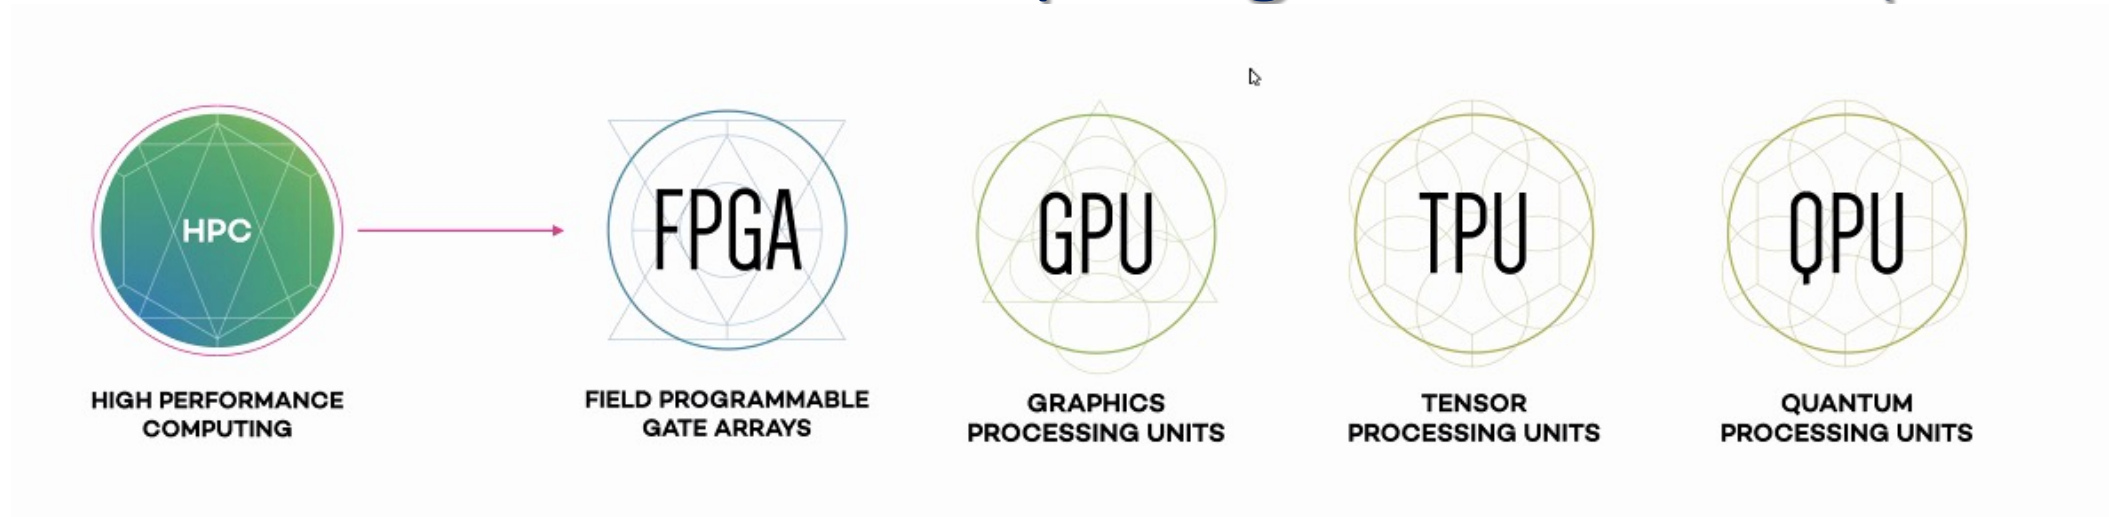 HPC
FPGA
GPU
TPU
QPU
HIGH PERFORMANCE
COMPUTING
FIELD PROGRAMMABLE
GATE ARRAYS
GRAPHICS
PROCESSING UNITS
TENSOR
PROCESSING UNITS
QUANTUM
PROCESSING UNITS